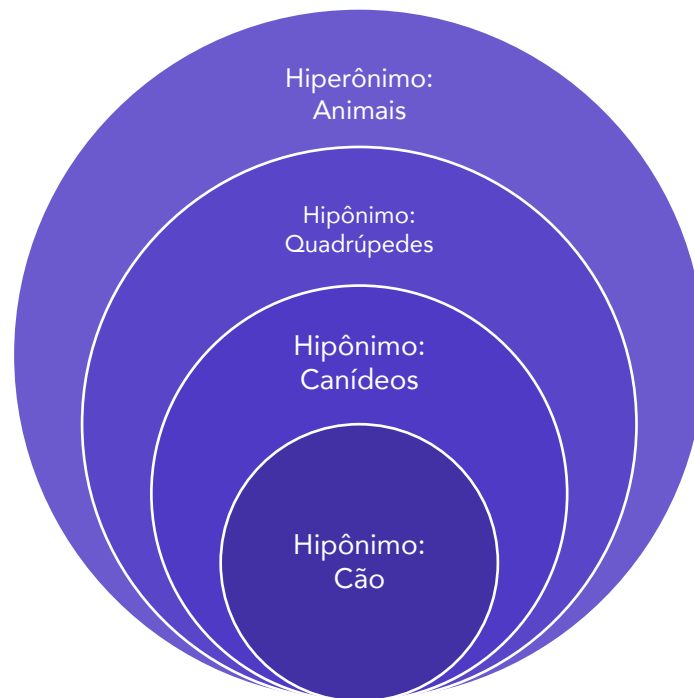 Hiperônimo:
Animais
Hipônimo:
Quadrúpedes
Hipônimo:
Canídeos
Hipônimo:
Cão